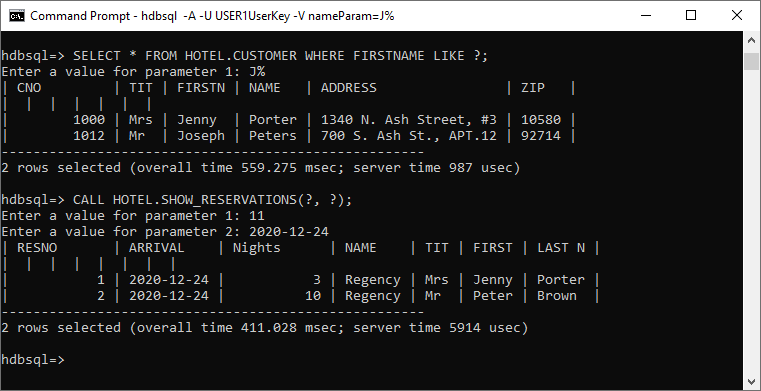 Command Prompt - hdbsql  -A -U USER1UserKey -V nameParam=J%
hdbsql=> SELECT * FROM HOTEL.CUSTOMER WHERE FIRSTNAME LIKE ?;
Enter a value for parameter 1: J%
| CNO         | TIT | FIRSTN | NAME   | ADDRESS                | ZIP   |
|  |  |  |  |  |  |
|        1000 | Mrs | Jenny  | Porter | 1340 N. Ash Street, #3 | 10580 |
|        1012 | Mr  | Joseph | Peters | 700 S. Ash St., APT.12 | 92714 |
-----------------------------------------------------
2 rows selected (overall time 559.275 msec; server time 987 usec)
hdbsql=> CALL HOTEL.SHOW_RESERVATIONS(?, ?);
Enter a value for parameter 1: 11
Enter a value for parameter 2: 2020-12-24
| RESNO       | ARRIVAL    | Nights      | NAME    | TIT | FIRST | LAST N |
|  |  |  |  |  |  |  |
|           1 | 2020-12-24 |           3 | Regency | Mrs | Jenny | Porter |
|           2 | 2020-12-24 |          10 | Regency | Mr  | Peter | Brown  |
-----------------------------------------------------
2 rows selected (overall time 411.028 msec; server time 5914 usec)
hdbsql=>